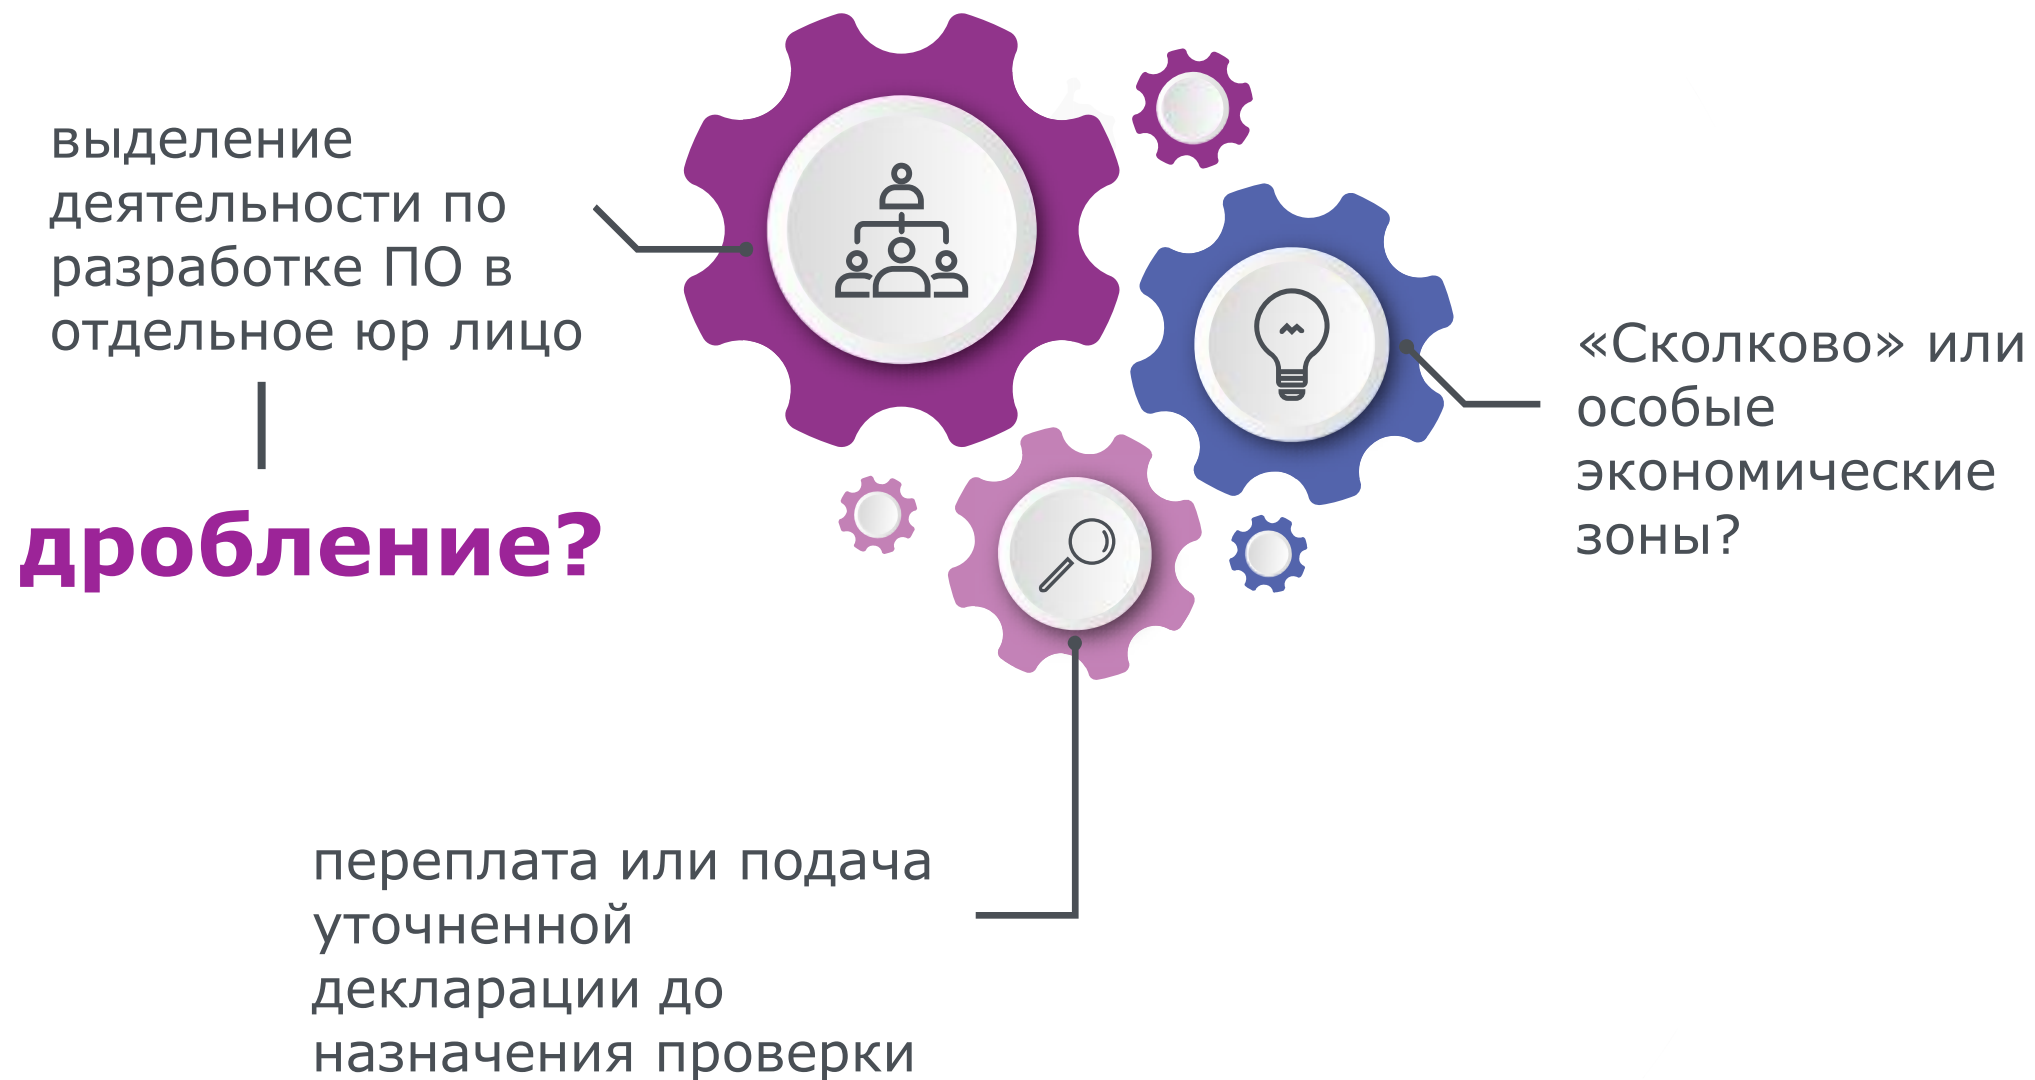 выделение
деятельности по
разработке ПО в
отдельное юр лицо
дробление?
«Сколково» или
особые
экономические
зоны?
переплата или подача
уточненной
декларации до
назначения проверки